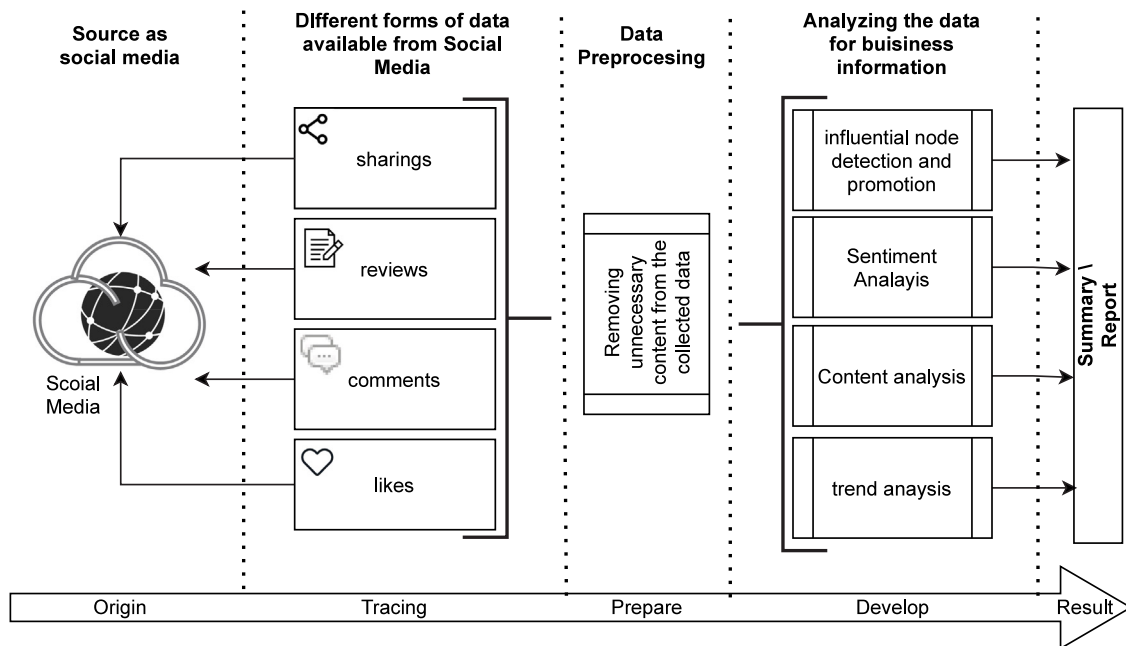 Source as
social media
DIfferent forms of data
available from Social
Media
Data
Preprocesing
Analyzing the data
for buisiness
information
sharings
reviews
comments
likes
Scoial
Media
Removing
unnecessary
content from the
collected data
influential node
detection and
promotion
Sentiment
Analayis
Content analysis
trend anaysis
Summary \
Report
Origin
Tracing
Prepare
Develop
Result